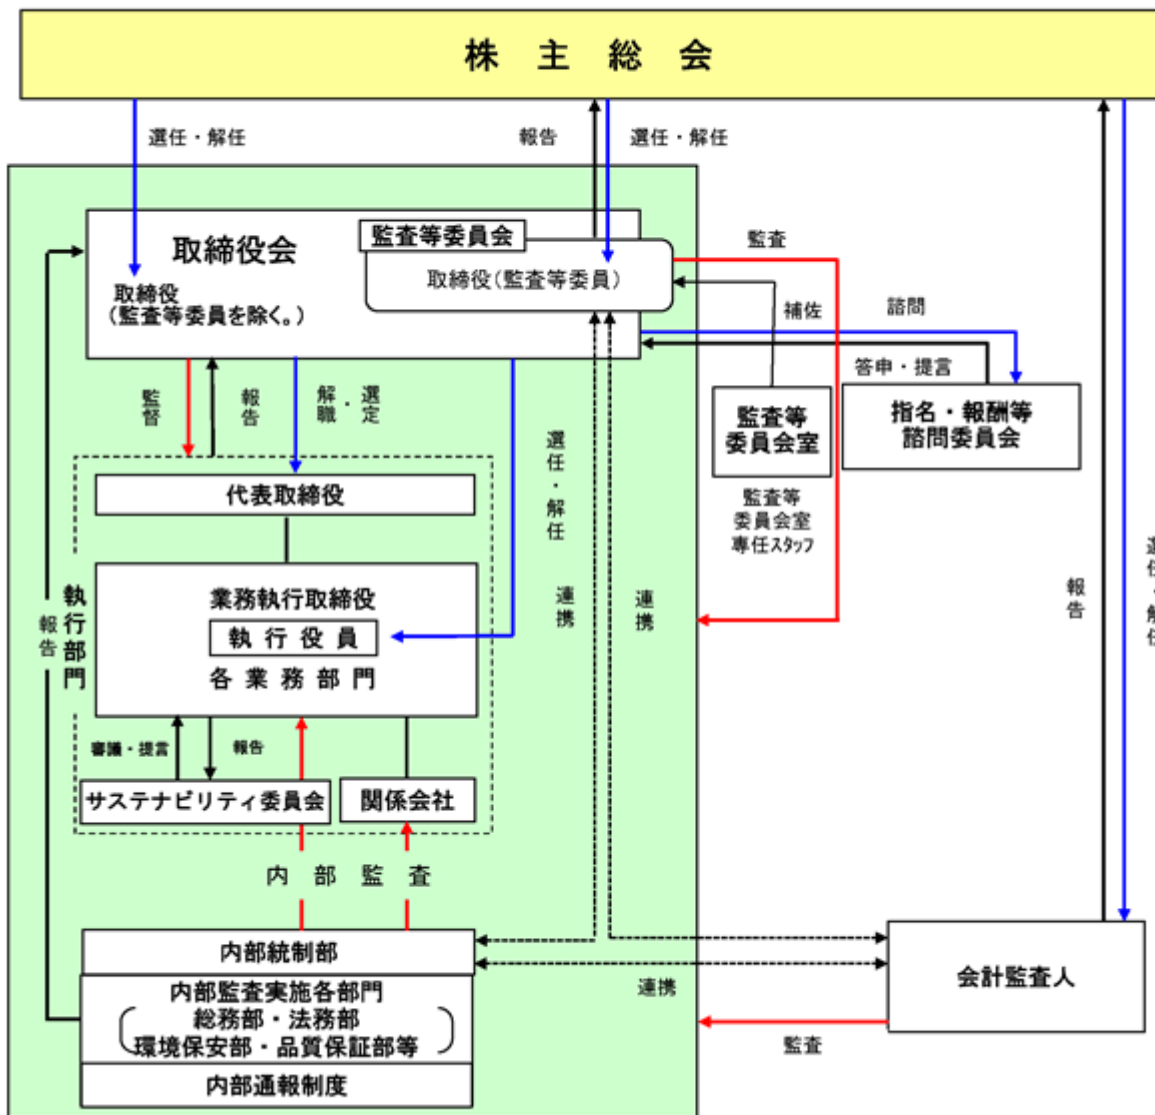 株主総会
選任・解任
報告
選任・解任
取締役会
監査等委員会
取締役(監査等委員)
取締役
(監査等委員を除く。)
監査
補佐
諮問
答申・提言
監督
報告
解職・選定
選任・解任
監査等
委員会室
指名・報酬等
諮問委員会
監査等
委員会室
専任スタッフ
代表取締役
執行部門
報告
業務執行取締役
執行役員
各業務部門
連携
連携
報告
選任・解任
審議・提言
報告
サステナビリティ委員会
関係会社
内部監査
内部統制部
内部監査実施各部門
総務部・法務部
環境保安部・品質保証部等
内部通報制度
連携
会計監査人
監査